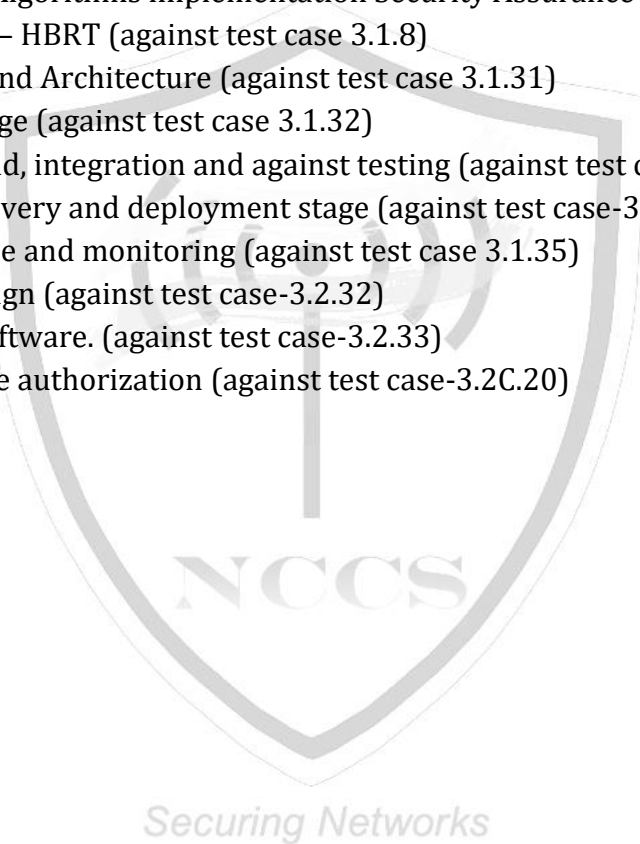 Algorithms Implementation Security Assurance
– HBRT (against test case 3.1.8)
nd Architecture (against test case 3.1.31)
ge (against test case 3.1.32)
d, integration and against testing (against test c
very and deployment stage (against test case-3
e and monitoring (against test case 3.1.35)
ign (against test case-3.2.32)
ftware. (against test case-3.2.33)
e authorization (against test case-3.2C.20)
NCCS
Securing Networks